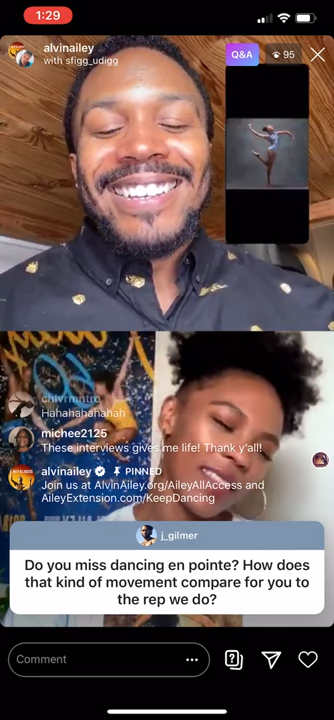 1:29
alvinailey
with sfigg_udigg
Q&A
95
chlvrmntro
Hahahahahahah
michee2125
These interviews gives me life! Thank y'all!
alvinailey PINNED
Join us at AlvinAiley.org/AileyAllAccess and
AileyExtension.com/KeepDancing
j_gilmer
Do you miss dancing en pointe? How does
that kind of movement compare for you to
the rep we do?
Comment